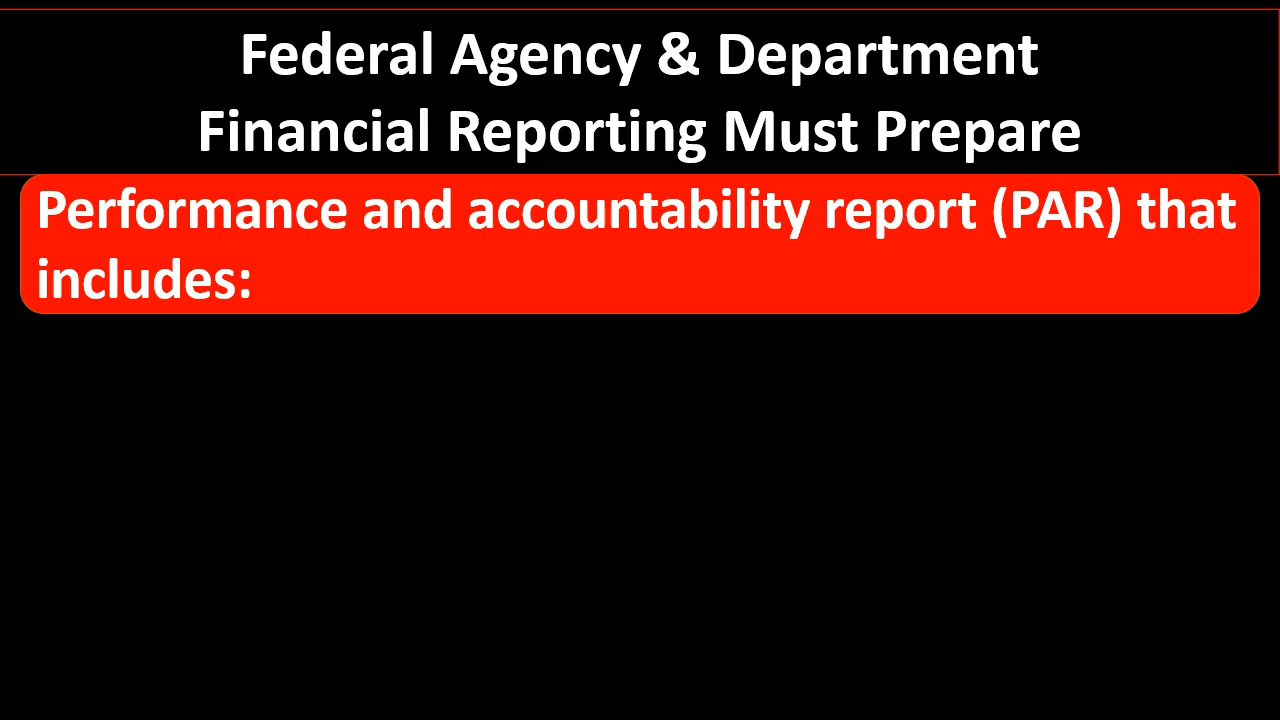 Federal Agency & Department
Financial Reporting Must Prepare
Performance and accountability report (PAR) that
includes: